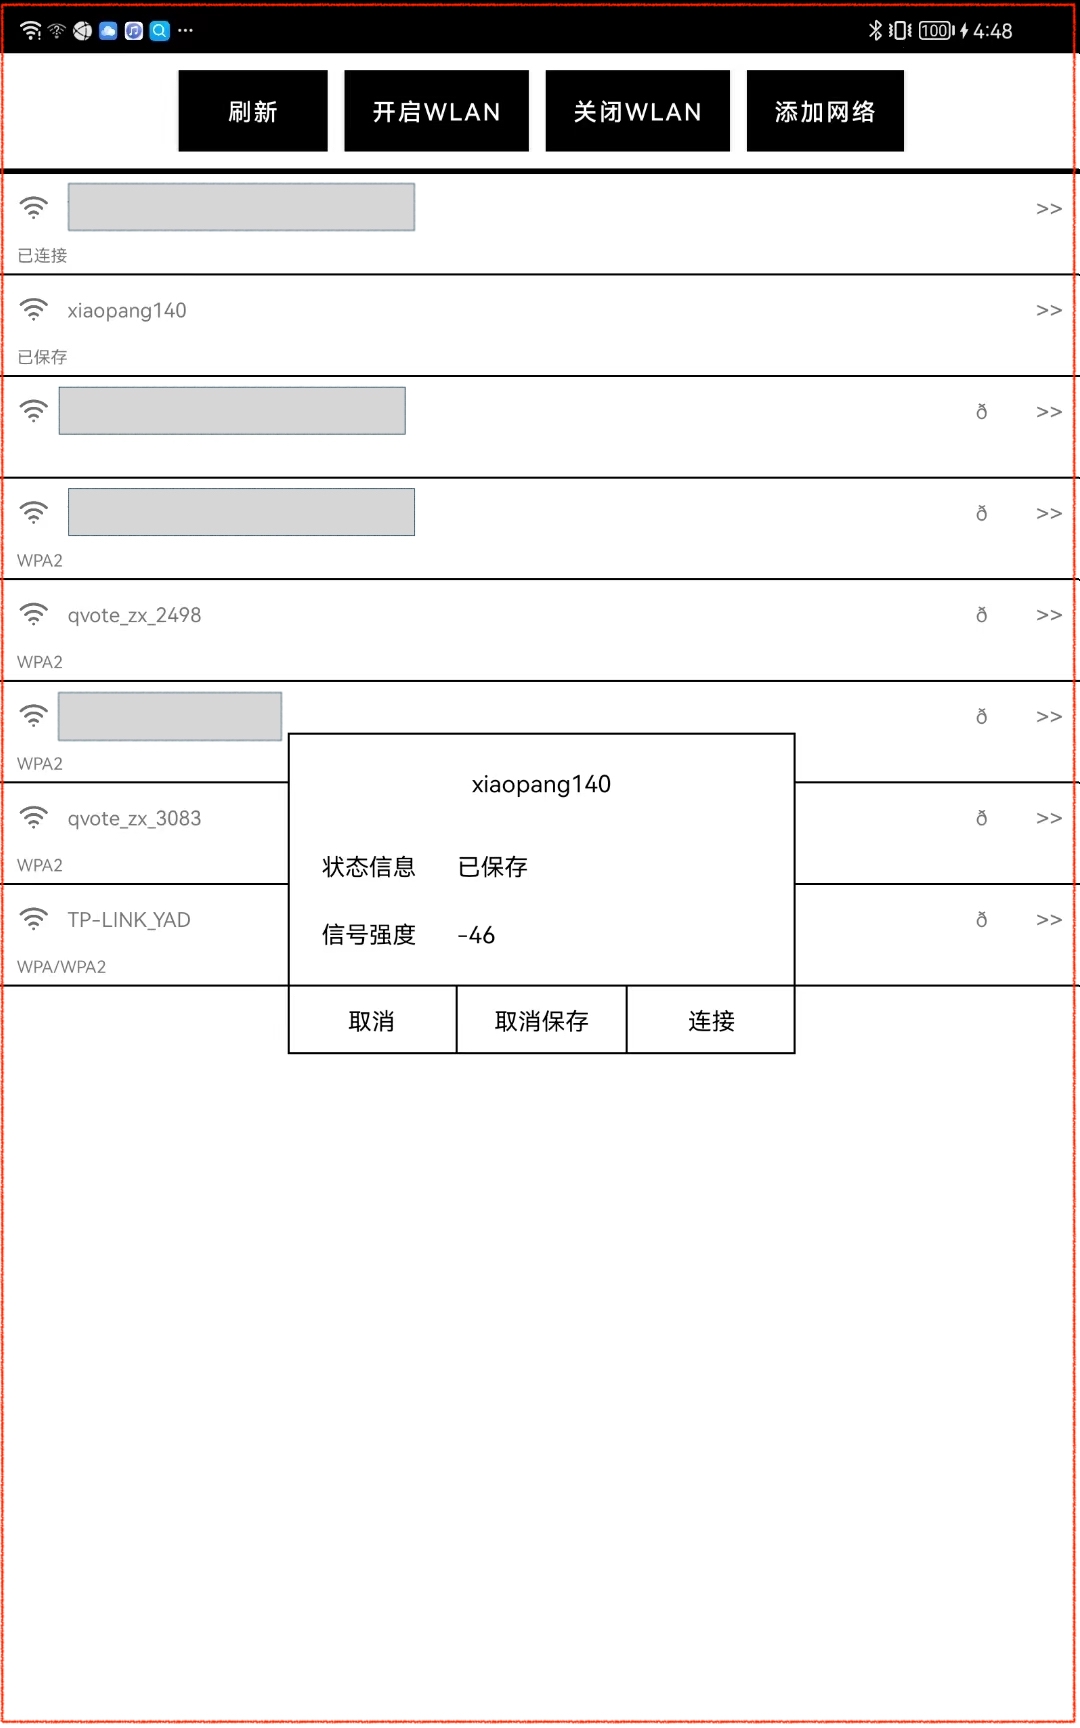 100 4:48
刷新 开启WLAN 关闭WLAN 添加网络
>>
已连接
xiaopang140 >>
已保存
ð >>
ð >>
WPA2
qvote_zx_2498 ð >>
WPA2
ð >>
WPA2
qvote_zx_3083 ð >>
WPA2
TP-LINK_YAD ð >>
WPA/WPA2
xiaopang140
状态信息 已保存
信号强度 -46
取消 取消保存 连接